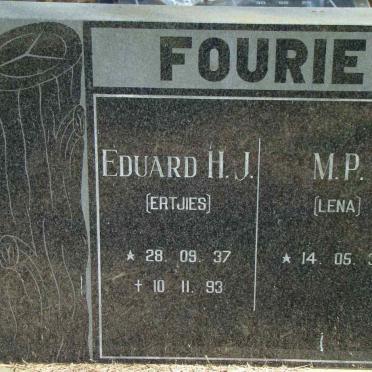 FOURIE
EDUARD H.J.
(ERTJIES)
★ 28 09 37
† 10 11 93
M.P.
(LENA)
★ 14 05